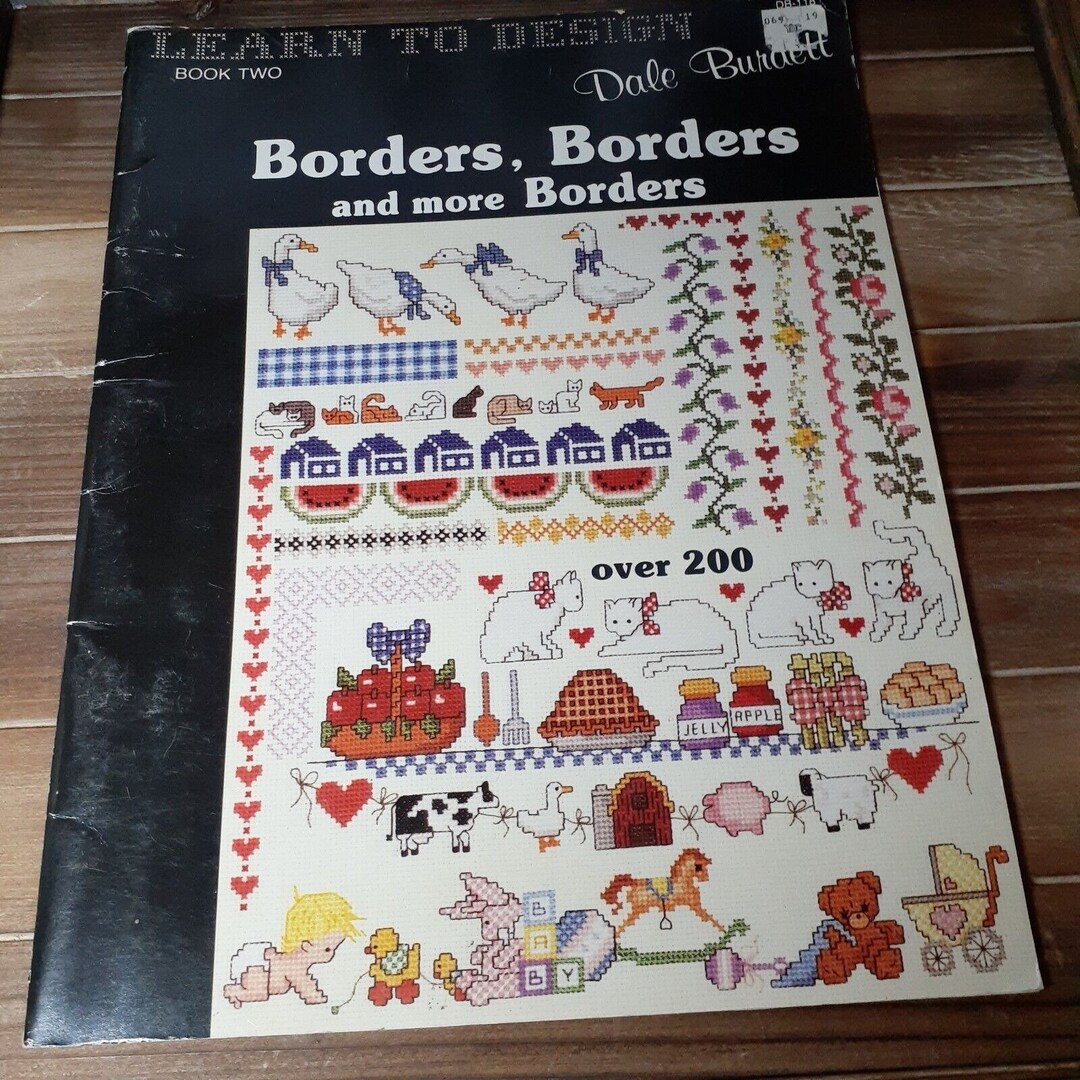 LEARN TO DESIGN
BOOK TWO
Dale Burdett
Borders, Borders
and more Borders
over 200
JELLY
APPLE
B
A
B Y